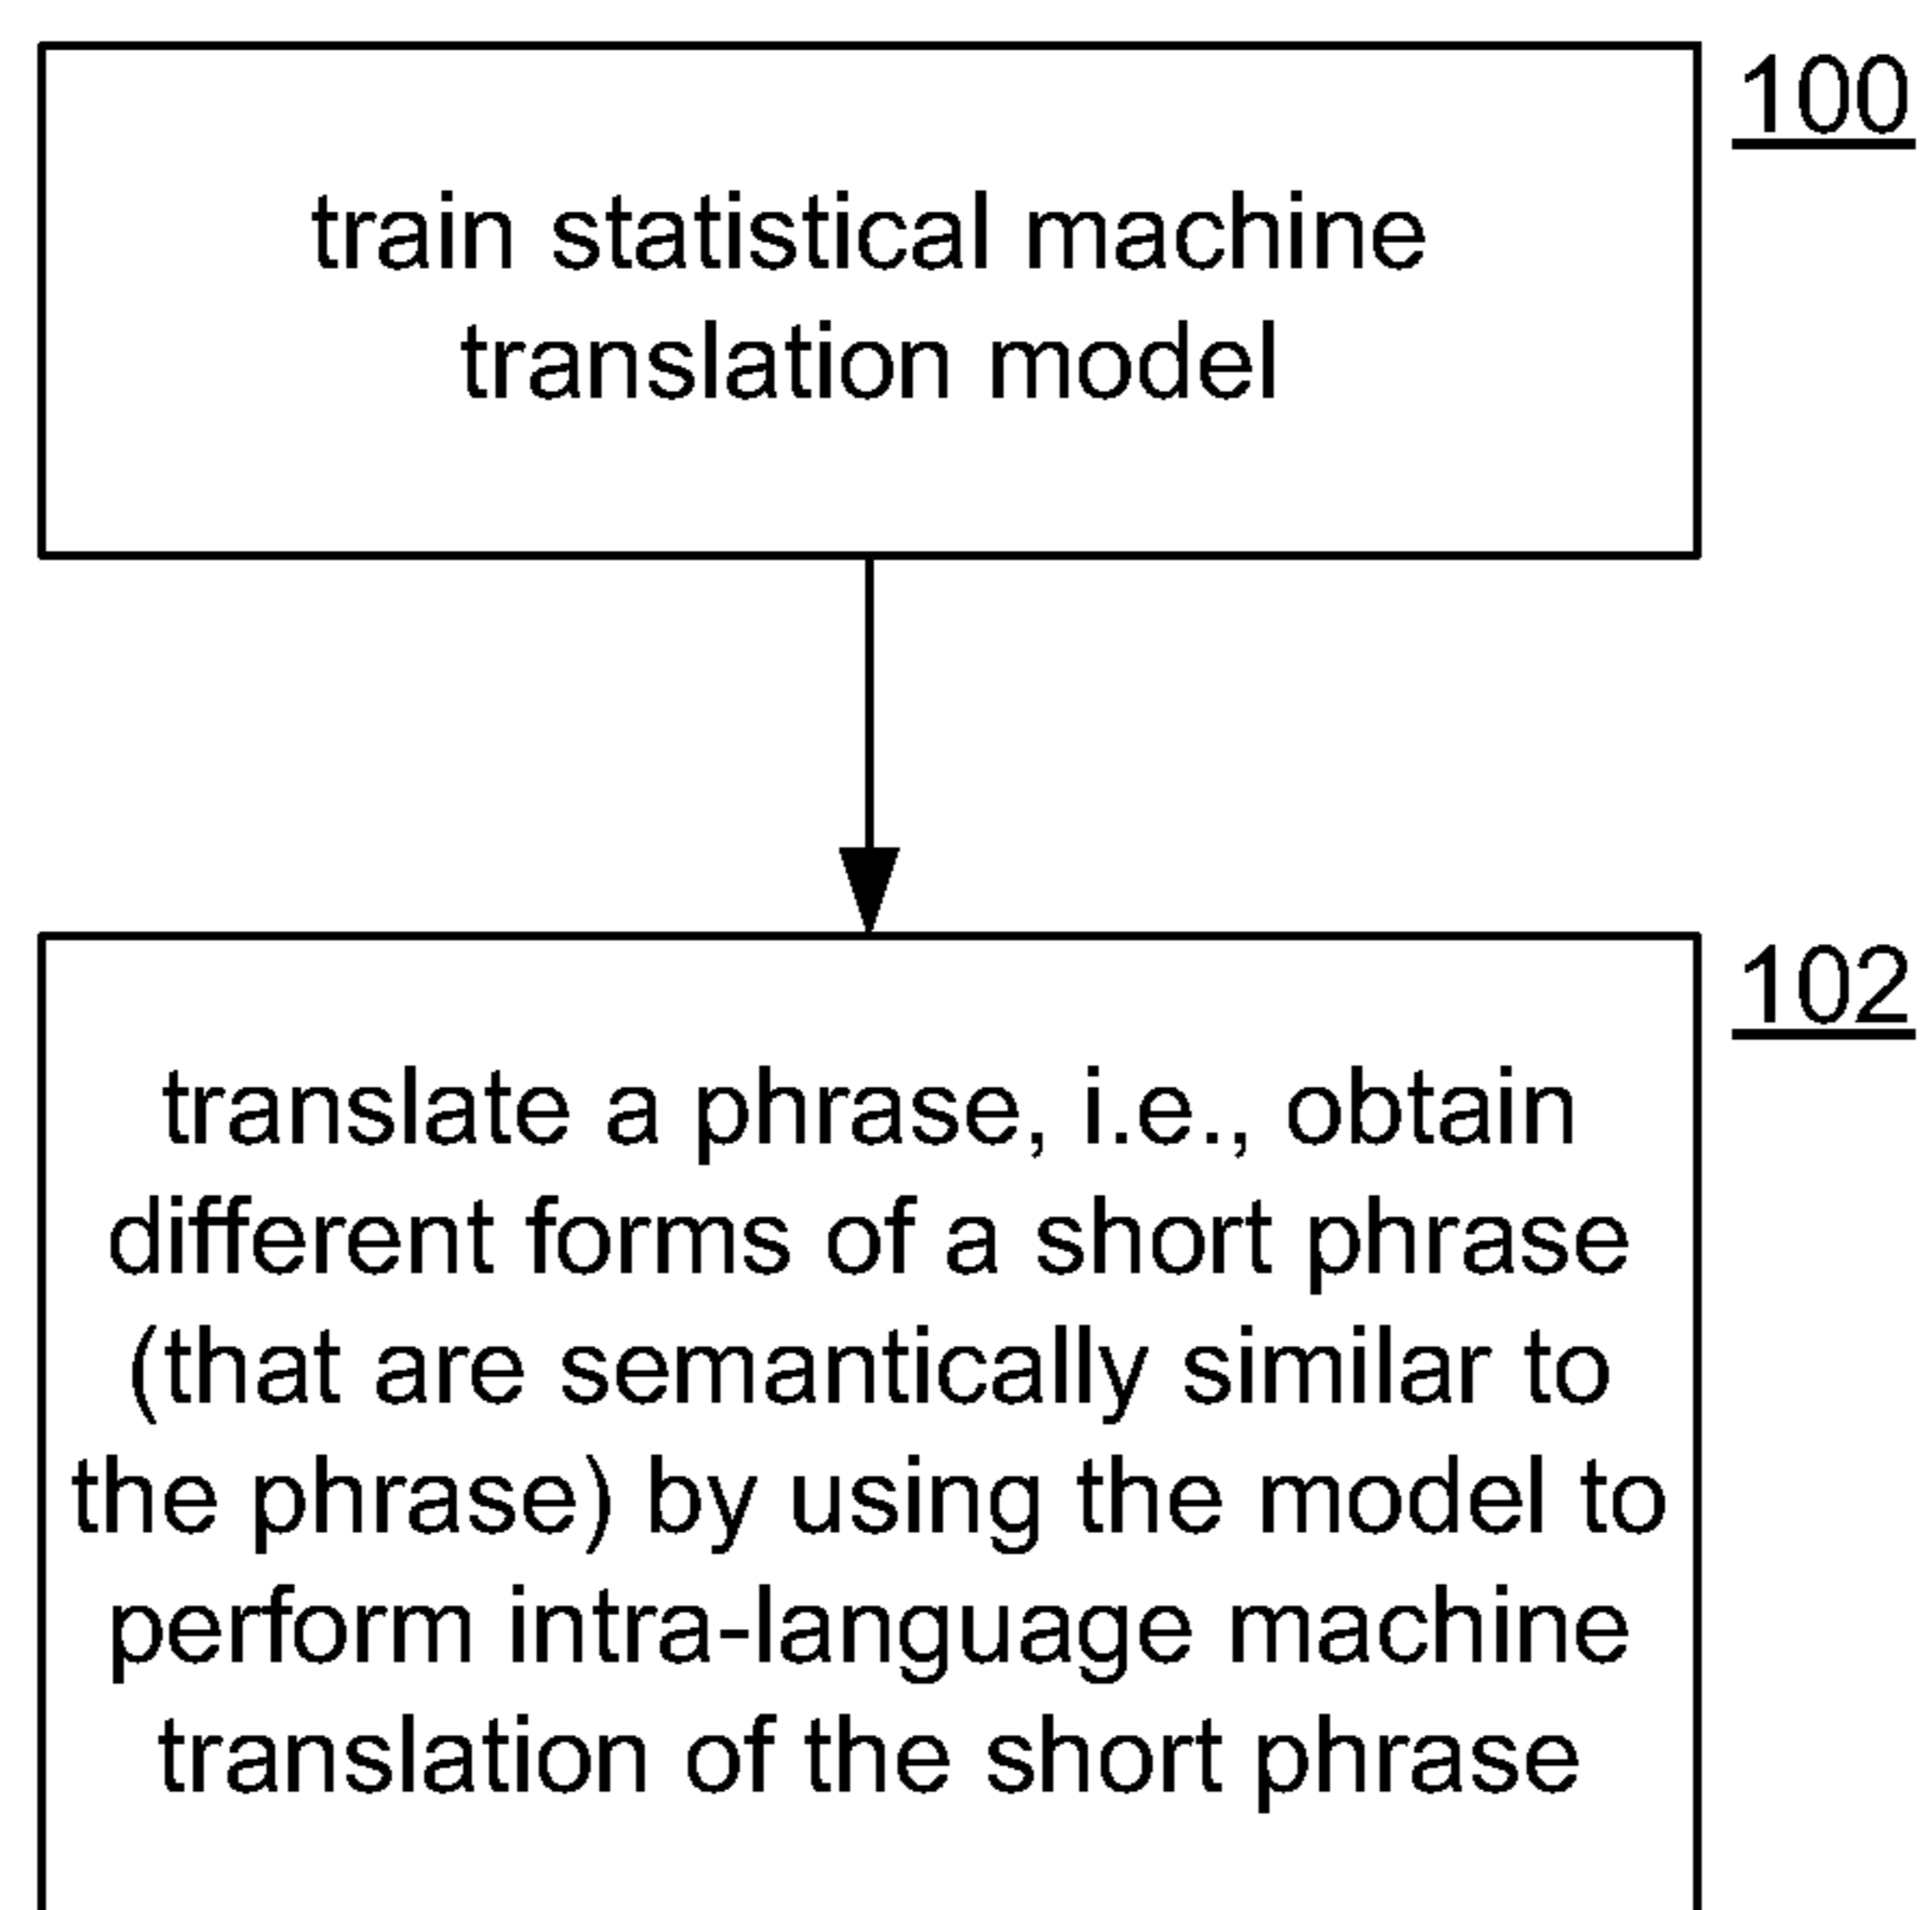 100
train statistical machine
translation model
102
translate a phrase, i.e., obtain
different forms of a short phrase
(that are semantically similar to
the phrase) by using the model to
perform intra-language machine
translation of the short phrase